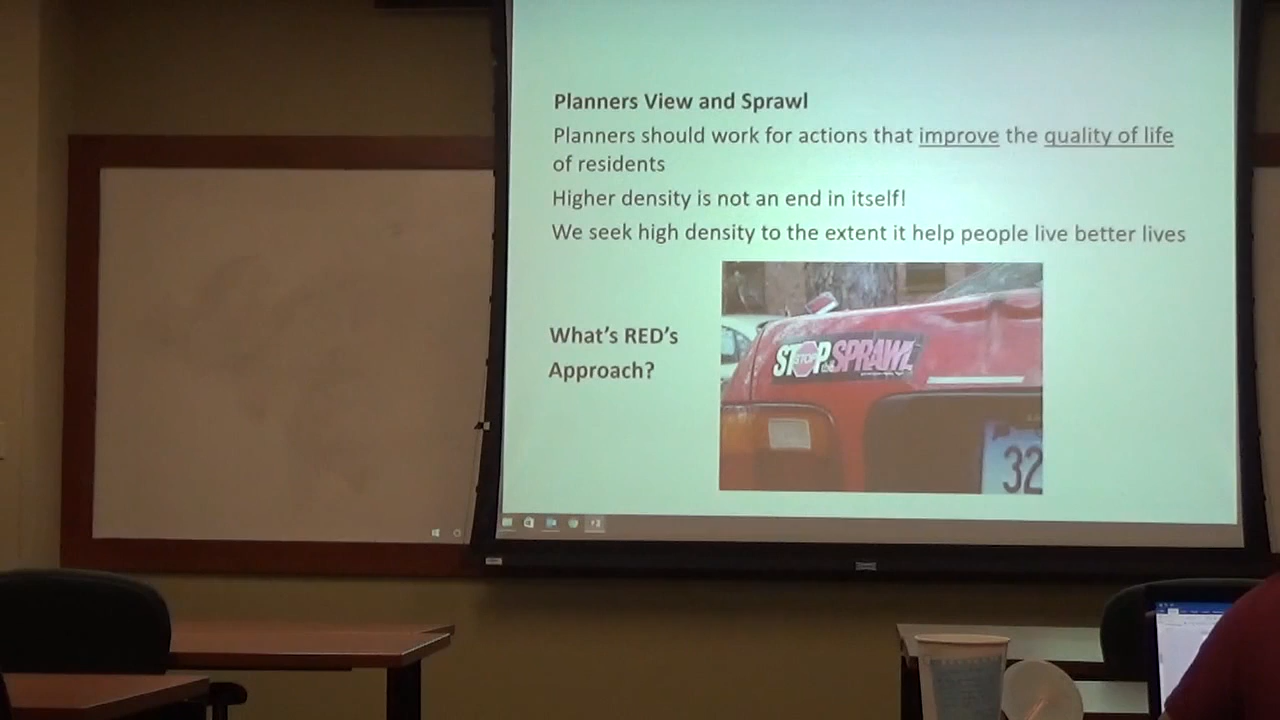 Planners View and Sprawl
Planners should work for actions that improve the quality of life
of residents
Higher density is not an end in itself!
We seek high density to the extent it help people live better lives
What's RED's
Approach?
STOP
STOP the SPRAWL
32